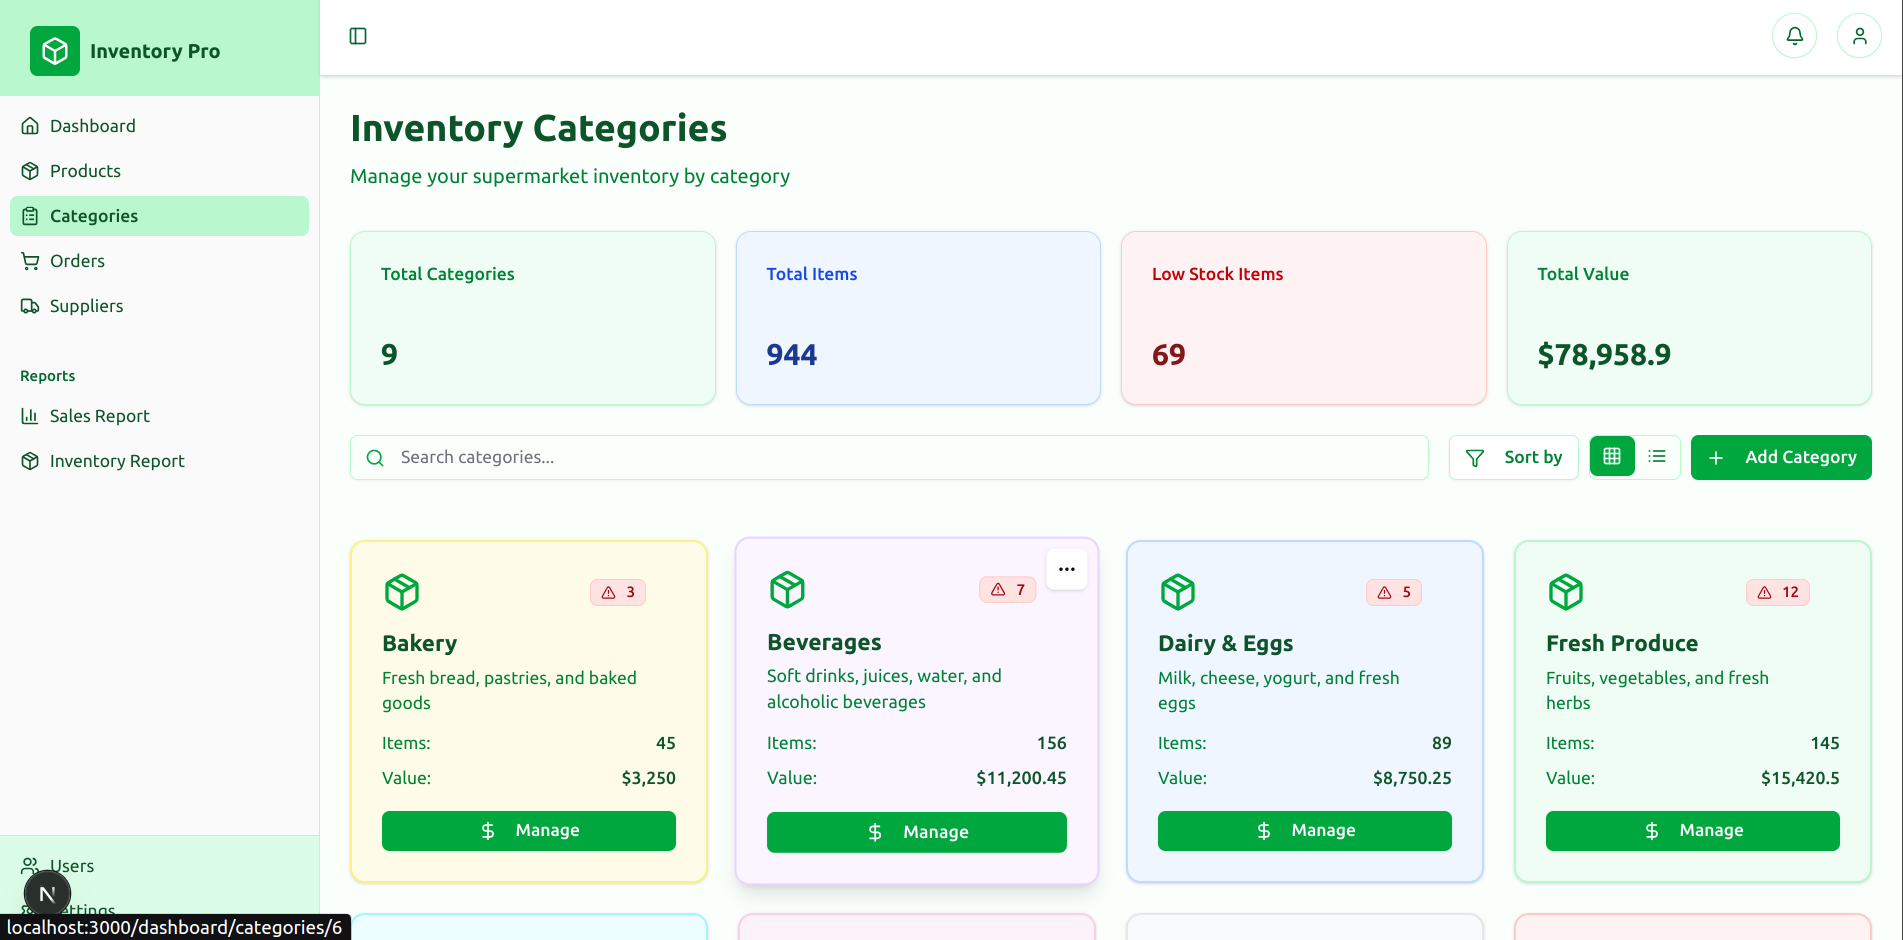 Inventory Pro
Dashboard
Products
Categories
Orders
Suppliers
Reports
Sales Report
Inventory Report
Users
N
ettings
localhost:3000/dashboard/categories/6
Inventory Categories
Manage your supermarket inventory by category
Total Categories
9
Total Items
944
Low Stock Items
69
Total Value
$78,958.9
Search categories...
Sort by
Add Category
3
Bakery
Fresh bread, pastries, and baked
goods
Items: 45
Value: $3,250
$ Manage
7
Beverages
Soft drinks, juices, water, and
alcoholic beverages
Items: 156
Value: $11,200.45
$ Manage
5
Dairy & Eggs
Milk, cheese, yogurt, and fresh
eggs
Items: 89
Value: $8,750.25
$ Manage
12
Fresh Produce
Fruits, vegetables, and fresh
herbs
Items: 145
Value: $15,420.5
$ Manage